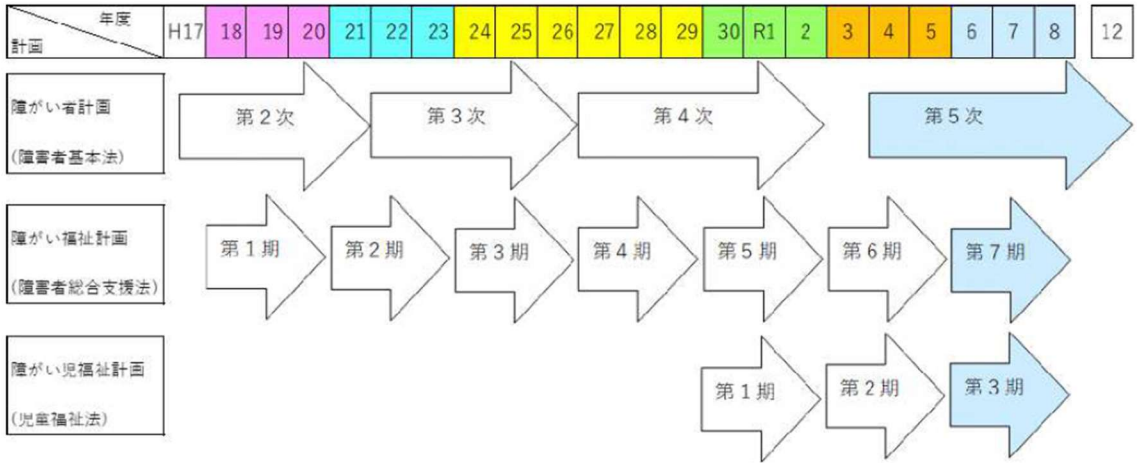 年度
計画
H17 18 19 20 21 22 23 24 25 26 27 28 29 30 R1 2 3 4 5 6 7 8 12
障がい者計画
(障害者基本法)
第2次 第3次 第4次 第5次
障がい福祉計画
(障害者総合支援法)
第1期 第2期 第3期 第4期 第5期 第6期 第7期
障がい児福祉計画
(児童福祉法)
第1期 第2期 第3期